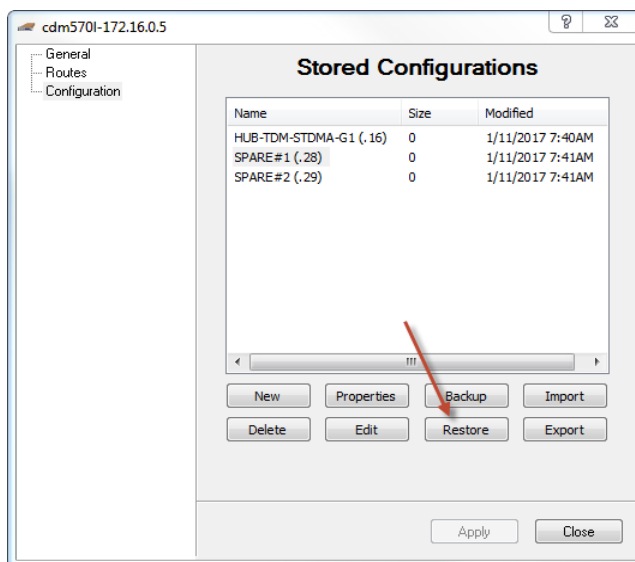 cdm570l-172.16.0.5
General
Routes
Configuration
Stored Configurations
Name Size Modified
HUB-TDM-STDMA-G1 (.16) 0 1/11/2017 7:40AM
SPARE#1 (.28) 0 1/11/2017 7:41AM
SPARE#2 (.29) 0 1/11/2017 7:41AM
New Properties Backup Import
Delete Edit Restore Export
Apply Close